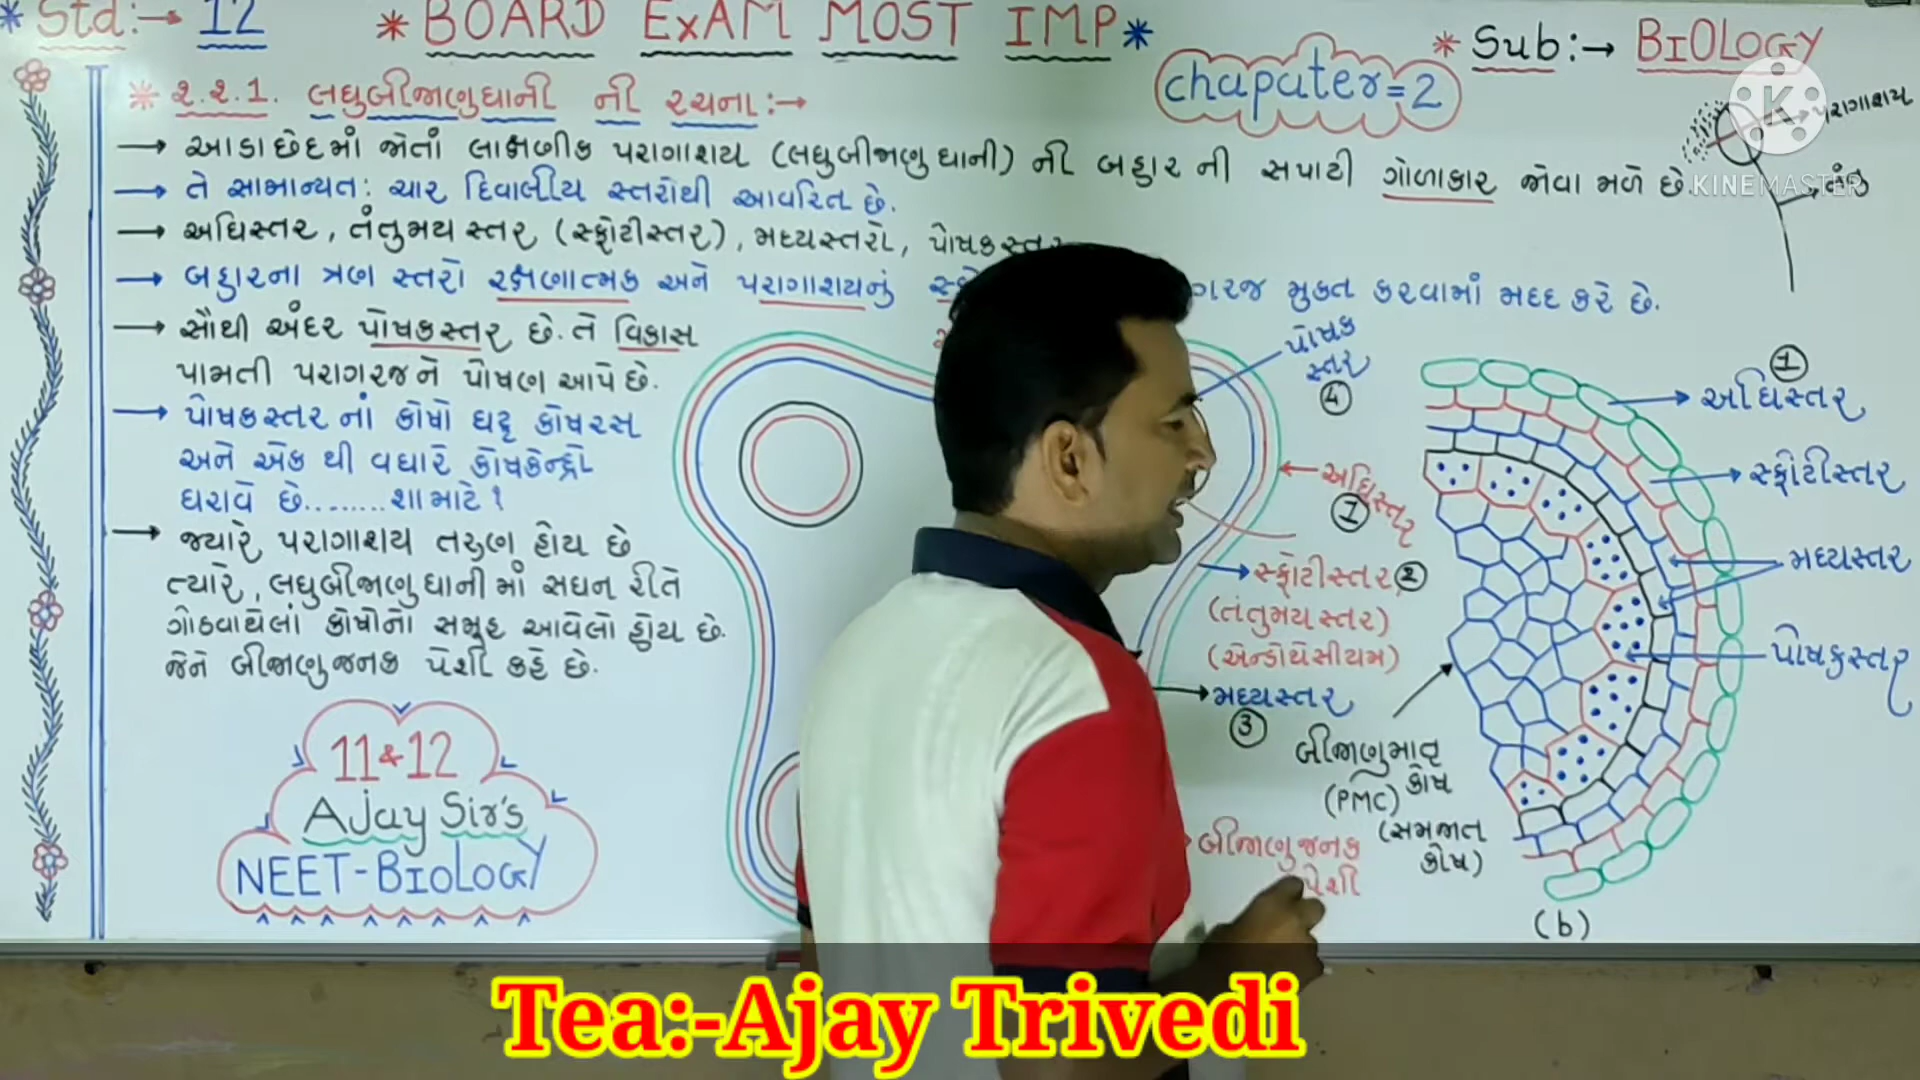 Std:→ 12
* BOARD ExAM MOST IMP *
* Sub:→ BiOLOGY
chapater=2
* ૨.૨.1. લઘુબીજાણુધાની ની રચના:→
→ આડાછેદમાં જોતાં લાક્ષણીક પરાગાશય (લઘુબીજાણુધાની) ની બહાર ની સપાટી ગોળાકાર જોવા મળે છે.
→ તે સામાન્યત: ચાર દિવાલીય સ્તરોથી આવરિત છે.
→ અધિસ્તર, તંતુમય સ્તર (સ્ફોટીસ્તર), મધ્યસ્તરો, પોષકસ્તર
→ બહારના ત્રણ સ્તરો રક્ષણાત્મક અને પરાગાશયનું ગરજ મુકત કરવામાં મદદ કરે છે.
→ સૌથી અંદર પોષકસ્તર છે. તે વિકાસ
પામતી પરાગરજને પોષણ આપે છે.
→ પોષકસ્તર નાં કોષો ઘટ્ટ કોષરસ
અને એક થી વધારે કોષકેન્દ્રો
ધરાવે છે........શા માટે?
→ જ્યારે પરાગાશય તરુણ હોય છે
ત્યારે, લઘુબીજાણુધાનીમાં સઘન રીતે
ગોઠવાયેલાં કોષોનો સમૂહ આવેલો હોય છે.
જેને બીજાણુજનક પેશી કહે છે.
11 & 12
Ajay Sir's
NEET-BIOLOGY
પરાગાશય
KINEMASTER
પોષક
સ્તર
4
અધિસ્તર
1
સ્ફોટીસ્તર 2
(તંતુમય સ્તર)
(એન્ડોથેસીયમ)
મધ્યસ્તર
3
બીજાણુજનક
પેશી
1
અધિસ્તર
સ્ફોટીસ્તર
મધ્યસ્તર
પોષકસ્તર
બીજાણુમાતૃ
(PMC) કોષ
(સમજાત
કોષ)
(b)
Tea:-Ajay Trivedi